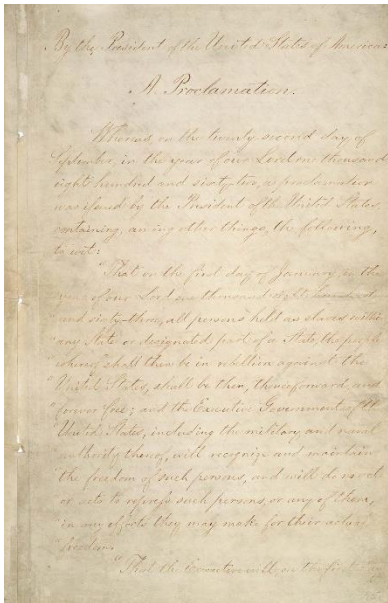 By the President of the United States of America:
A Proclamation.
Whereas, on the twenty-second day of
September, in the year of our Lord one thousand
eight hundred and sixty-two, a proclamation
was issued by the President of the United States,
containing, among other things, the following,
to wit:
"That on the first day of January, in the
"year of our Lord one thousand eight hundred
"and sixty-three, all persons held as slaves within
"any State or designated part of a State, the people
"whereof shall then be in rebellion against the
"United States, shall be then, thenceforward, and
"forever free; and the Executive Government of the
"United States, including the military and naval
"authority thereof, will recognize and maintain
"the freedom of such persons, and will do no act
"or acts to repress such persons, or any of them,
"in any efforts they may make for their actual
"freedom.
"That the Executive will, on the first